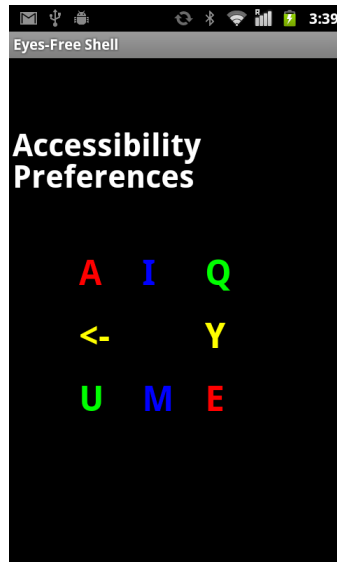 R
3:39
Eyes-Free Shell
Accessibility
Preferences
A I Q
<- Y
U M E